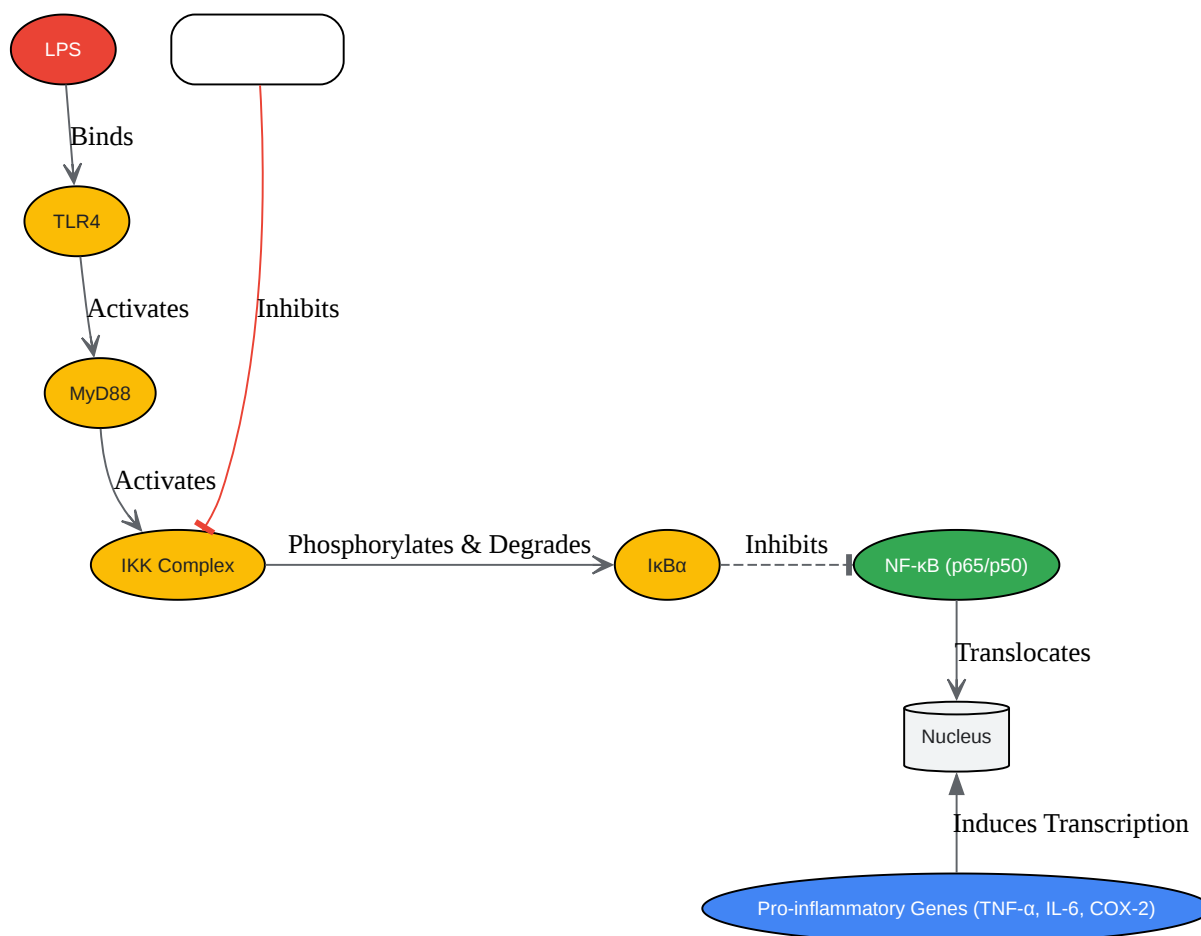 LPS
Binds
TLR4
Activates
Inhibits
MyD88
Activates
IKK Complex
Phosphorylates & Degrades
IκBα
Inhibits
NF-κB (p65/p50)
Translocates
Nucleus
Induces Transcription
Pro-inflammatory Genes (TNF-α, IL-6, COX-2)